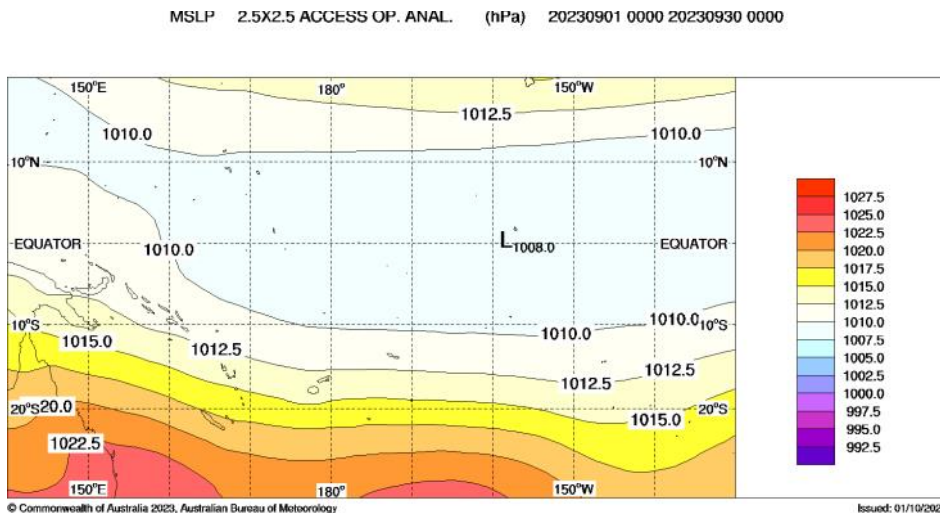 MSLP 2.5X2.5 ACCESS OP. ANAL. (hPa) 20230901 0000 20230930 0000
150°E 180° 150°W
1012.5
1010.0 1010.0
10°N 10°N
EQUATOR 1010.0 L1008.0 EQUATOR
10°S 1010.0 1010.0 10°S
1015.0 1012.5
1012.5 1012.5
20°S 20.0 1015.0 20°S
1022.5
150°E 180° 150°W
1027.5
1025.0
1022.5
1020.0
1017.5
1015.0
1012.5
1010.0
1007.5
1005.0
1002.5
1000.0
997.5
995.0
992.5
© Commonwealth of Australia 2023, Australian Bureau of Meteorology Issued: 01/10/202